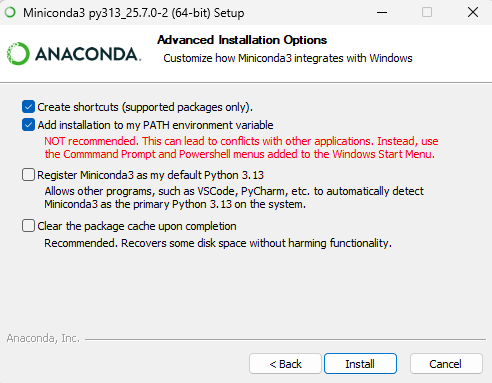 Miniconda3 py313_25.7.0-2 (64-bit) Setup
ANACONDA.
Advanced Installation Options
Customize how Miniconda3 integrates with Windows
Create shortcuts (supported packages only).
Add installation to my PATH environment variable
NOT recommended. This can lead to conflicts with other applications. Instead, use
the Commmand Prompt and Powershell menus added to the Windows Start Menu.
Register Miniconda3 as my default Python 3.13
Allows other programs, such as VSCode, PyCharm, etc. to automatically detect
Miniconda3 as the primary Python 3.13 on the system.
Clear the package cache upon completion
Recommended. Recovers some disk space without harming functionality.
Anaconda, Inc.
< Back
Install
Cancel